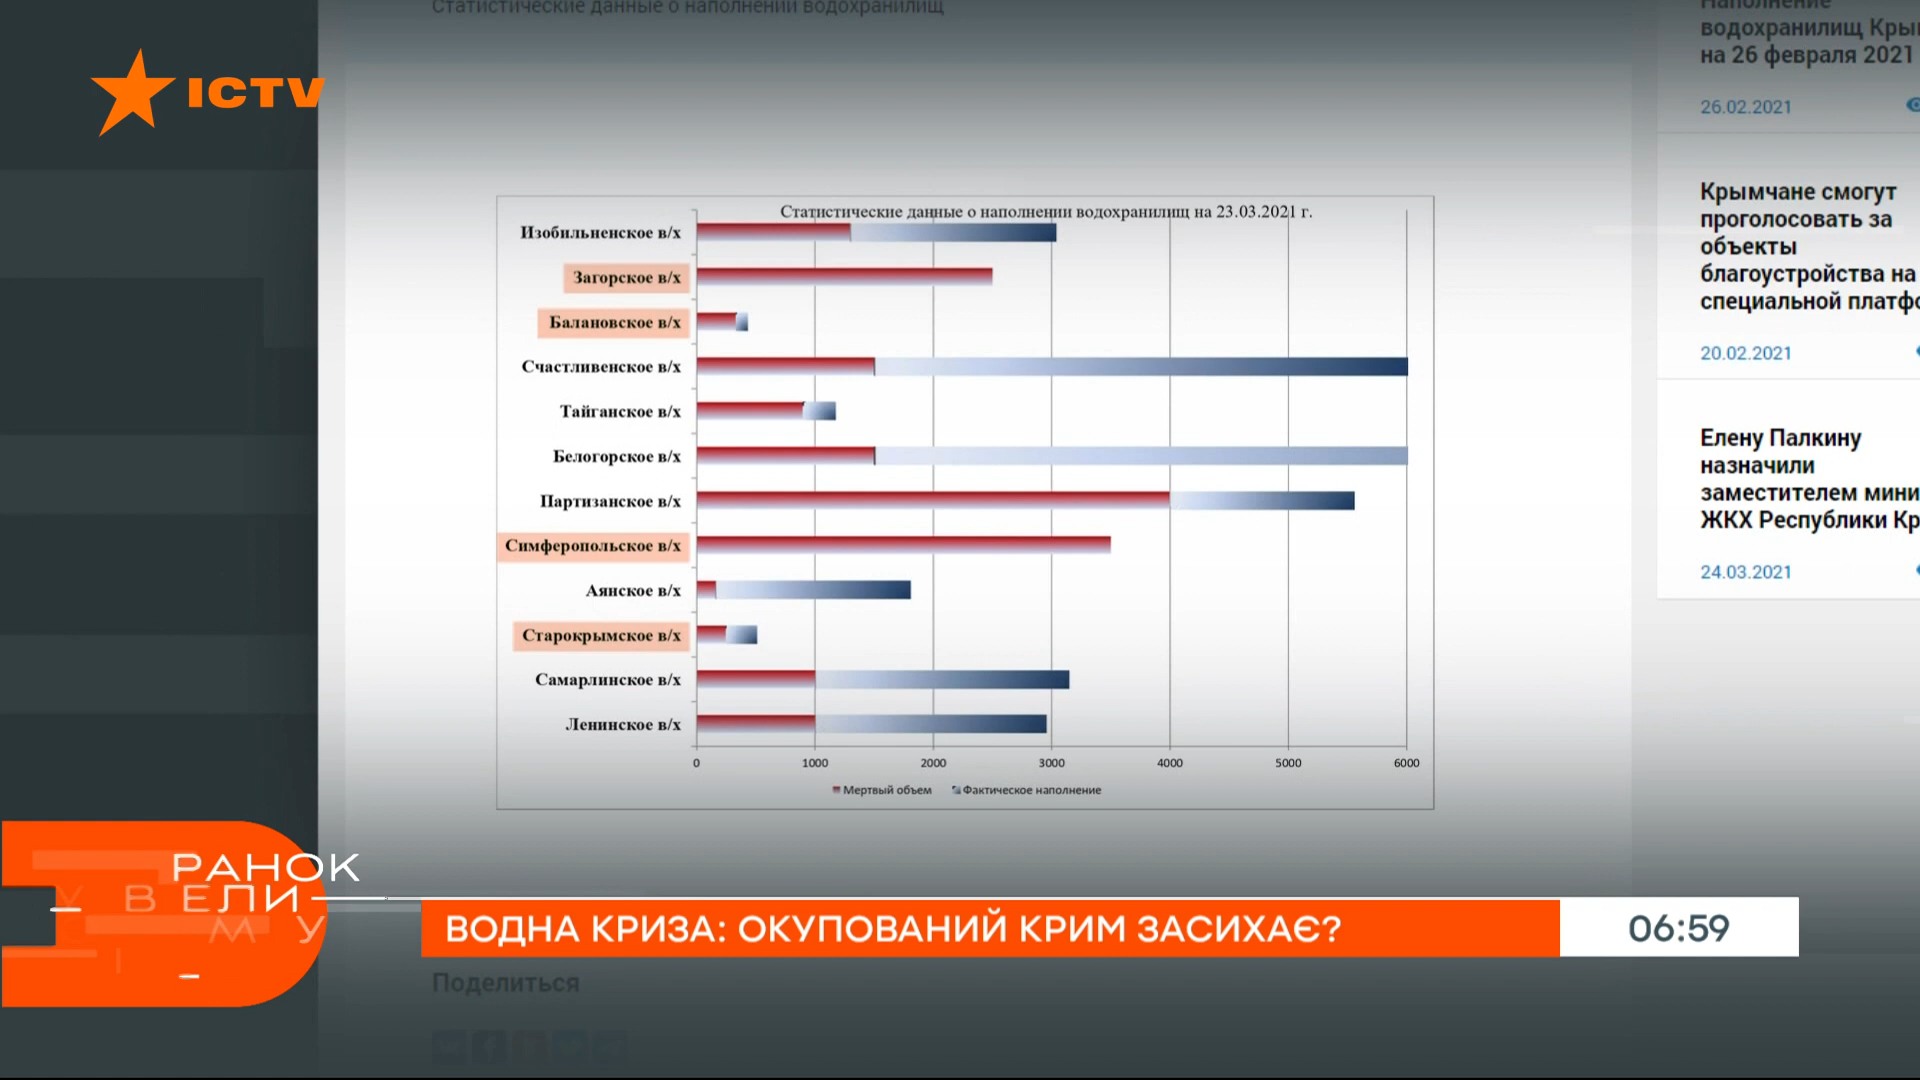 Статистические данные о наполнении водохранилищ
ICTV
Наполнение
водохранилищ Кры
на 26 февраля 2021
26.02.2021
Крымчане смогут
проголосовать за
объекты
благоустройства на
специальной платфо
20.02.2021
Елену Палкину
назначили
заместителем мини
ЖКХ Республики Кр
24.03.2021
Статистические данные о наполнении водохранилищ на 23.03.2021 г.
Изобильненское в/х
Загорское в/х
Балановское в/х
Счастливенское в/х
Тайганское в/х
Белогорское в/х
Партизанское в/х
Симферопольское в/х
Аянское в/х
Старокрымское в/х
Самарлинское в/х
Ленинское в/х
0 1000 2000 3000 4000 5000 6000
Мертвый объем Фактическое наполнение
РАНОК
У ВЕЛИ
МУ
ВОДНА КРИЗА: ОКУПОВАНИЙ КРИМ ЗАСИХАЄ?
06:59
Поделиться